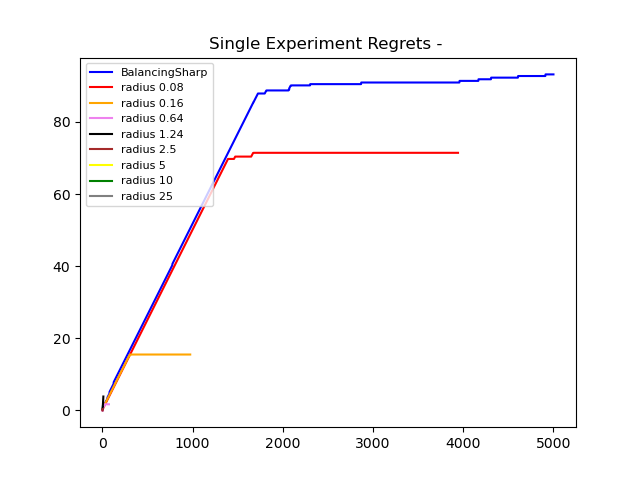 Single Experiment Regrets -
BalancingSharp
radius 0.08
radius 0.16
radius 0.64
radius 1.24
radius 2.5
radius 5
radius 10
radius 25
80
60
40
20
0
0 1000 2000 3000 4000 5000